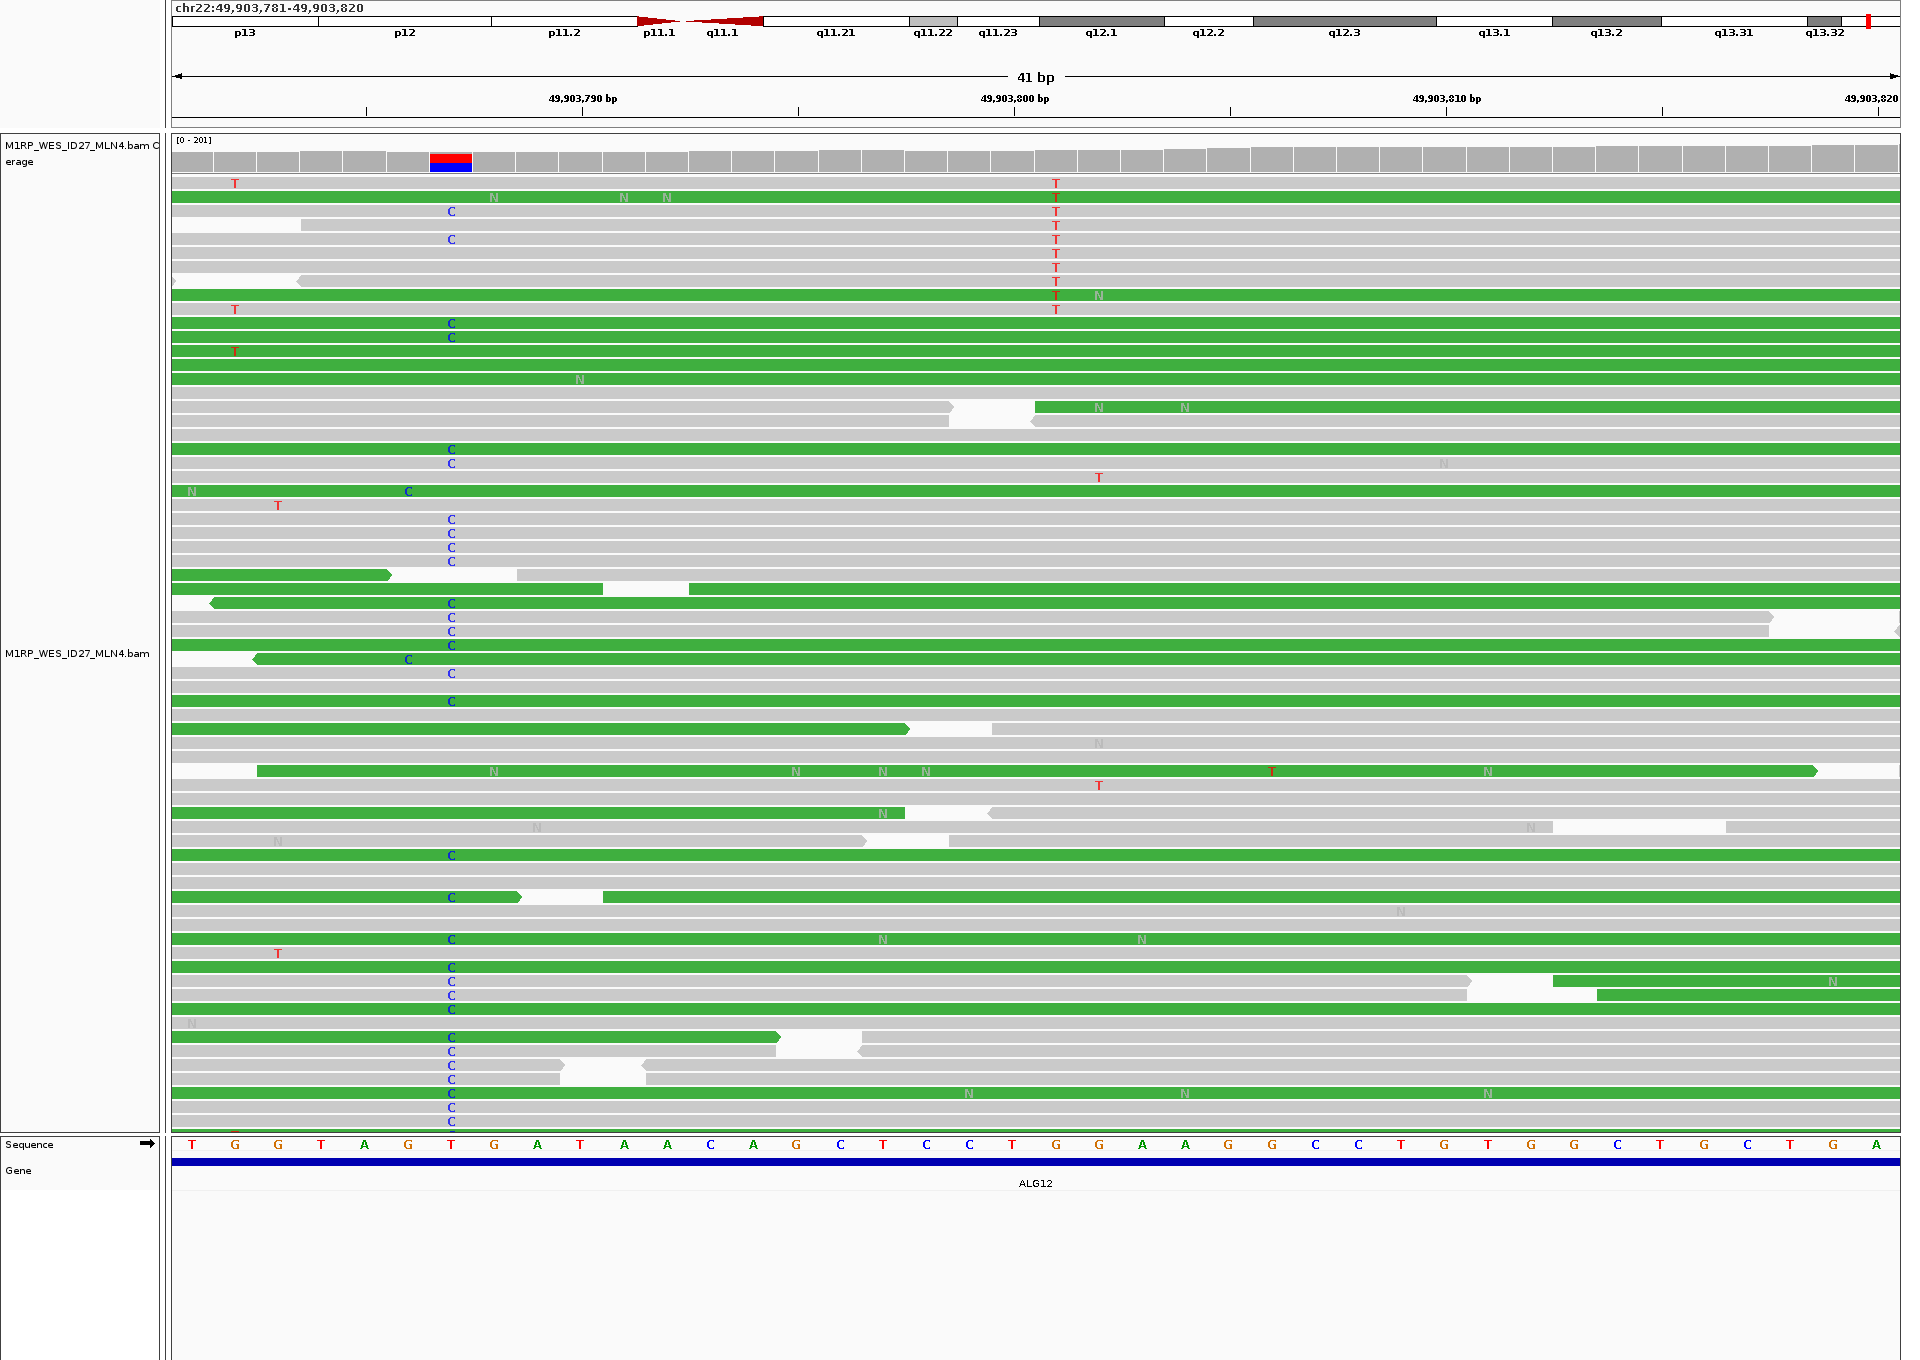 chr22:49,903,781-49,903,820
p13 p12 p11.2 p11.1 q11.1 q11.21 q11.22 q11.23 q12.1 q12.2 q12.3 q13.1 q13.2 q13.31 q13.32
41 bp
49,903,790 bp 49,903,800 bp 49,903,810 bp 49,903,820
[0 - 201]
M1RP_WES_ID27_MLN4.bam C
erage
T T
N N N T
C T
T
C T
T
T
T
T N
T T
C
C
T
N
N N
C
C N
T
N C
T
C
C
C
C
C
C
C
C
M1RP_WES_ID27_MLN4.bam
C
C
C
N
N N N N T N
T
N
N N
N
C
C
N
C N N
T
C
C N
C
C
N
C
C
C
C
C N N N
C
C
Sequence T G G T A G T G A T A A C A G C T C C T G G A A G G C C T G T G G C T G C T G A
Gene
ALG12